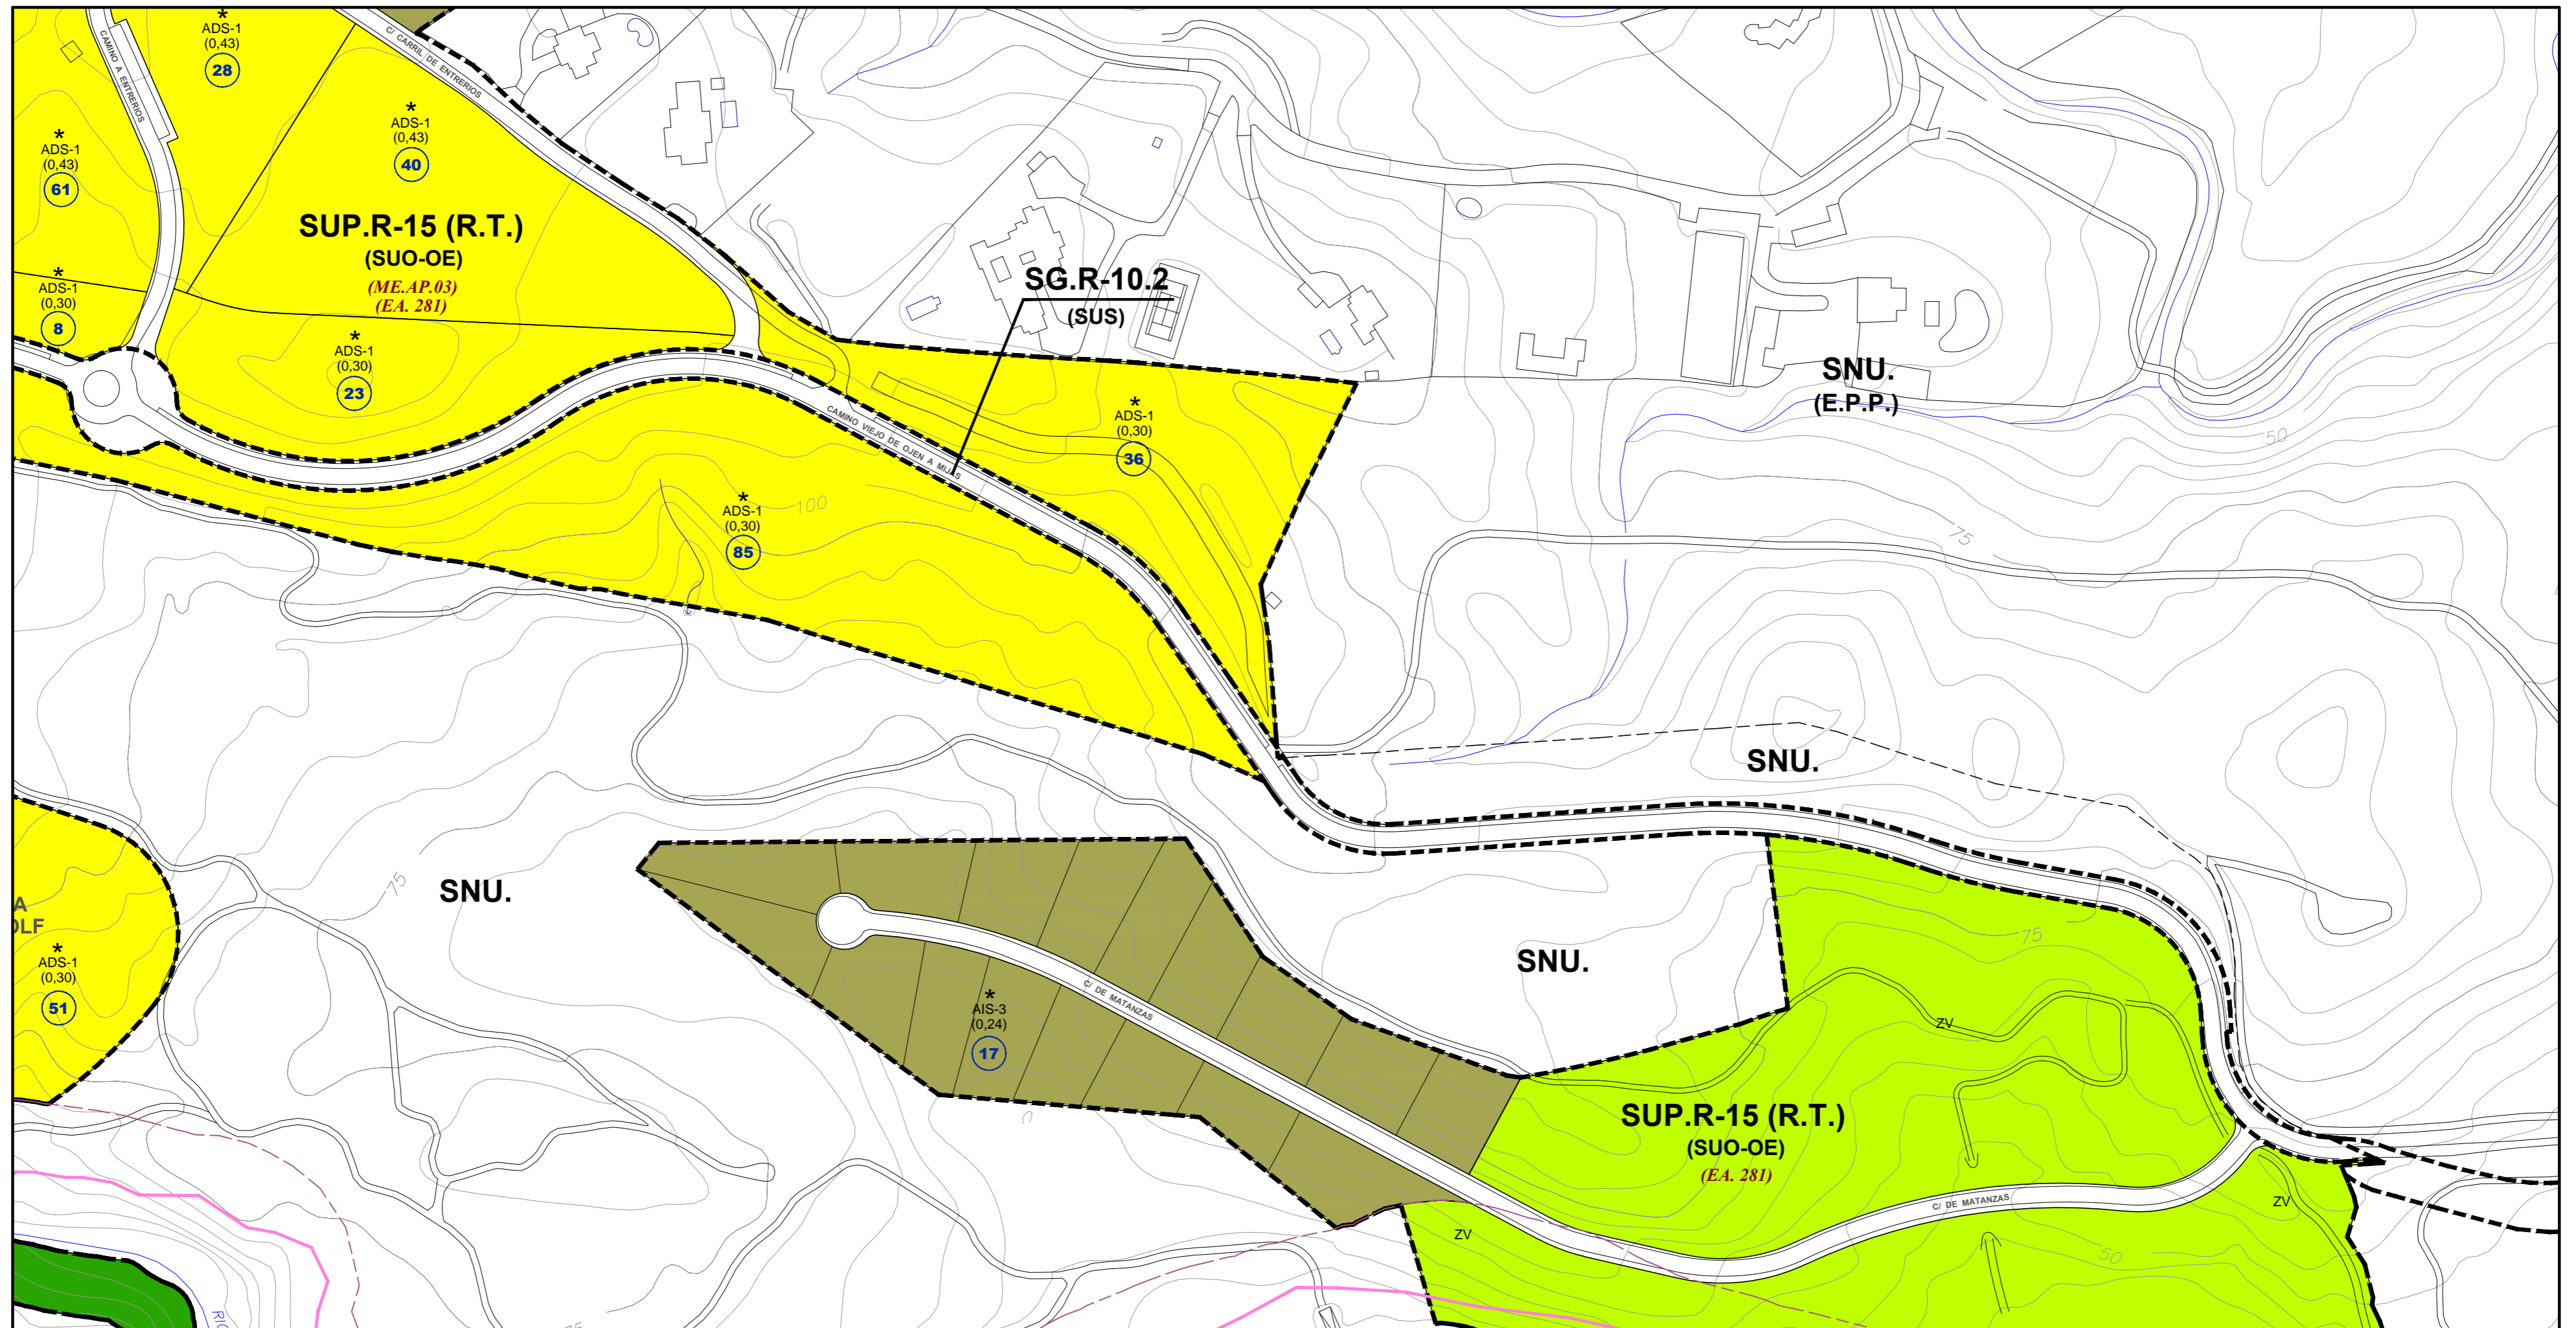 *
ADS-1
(0,43)
28
CAMINO A ENTRERIOS
C/ CARRIL DE ENTRERIOS
*
ADS-1
(0,43)
40
*
ADS-1
(0,43)
61
SUP.R-15 (R.T.)
(SUO-OE)
(ME.AP.03)
(EA. 281)
*
ADS-1
(0,30)
8
*
ADS-1
(0,30)
23
SG.R-10.2
(SUS)
SNU.
(E.P.P.)
*
ADS-1
(0,30)
36
CAMINO VIEJO DE OJEN A MIJAS
50
*
ADS-1
(0,30)
85
100
75
SNU.
75
SNU.
A
OLF
*
ADS-1
(0,30)
51
SNU.
75
*
AIS-3
(0,24)
17
C/ DE MATANZAS
ZV
SUP.R-15 (R.T.)
(SUO-OE)
(EA. 281)
C/ DE MATANZAS
ZV
ZV
50